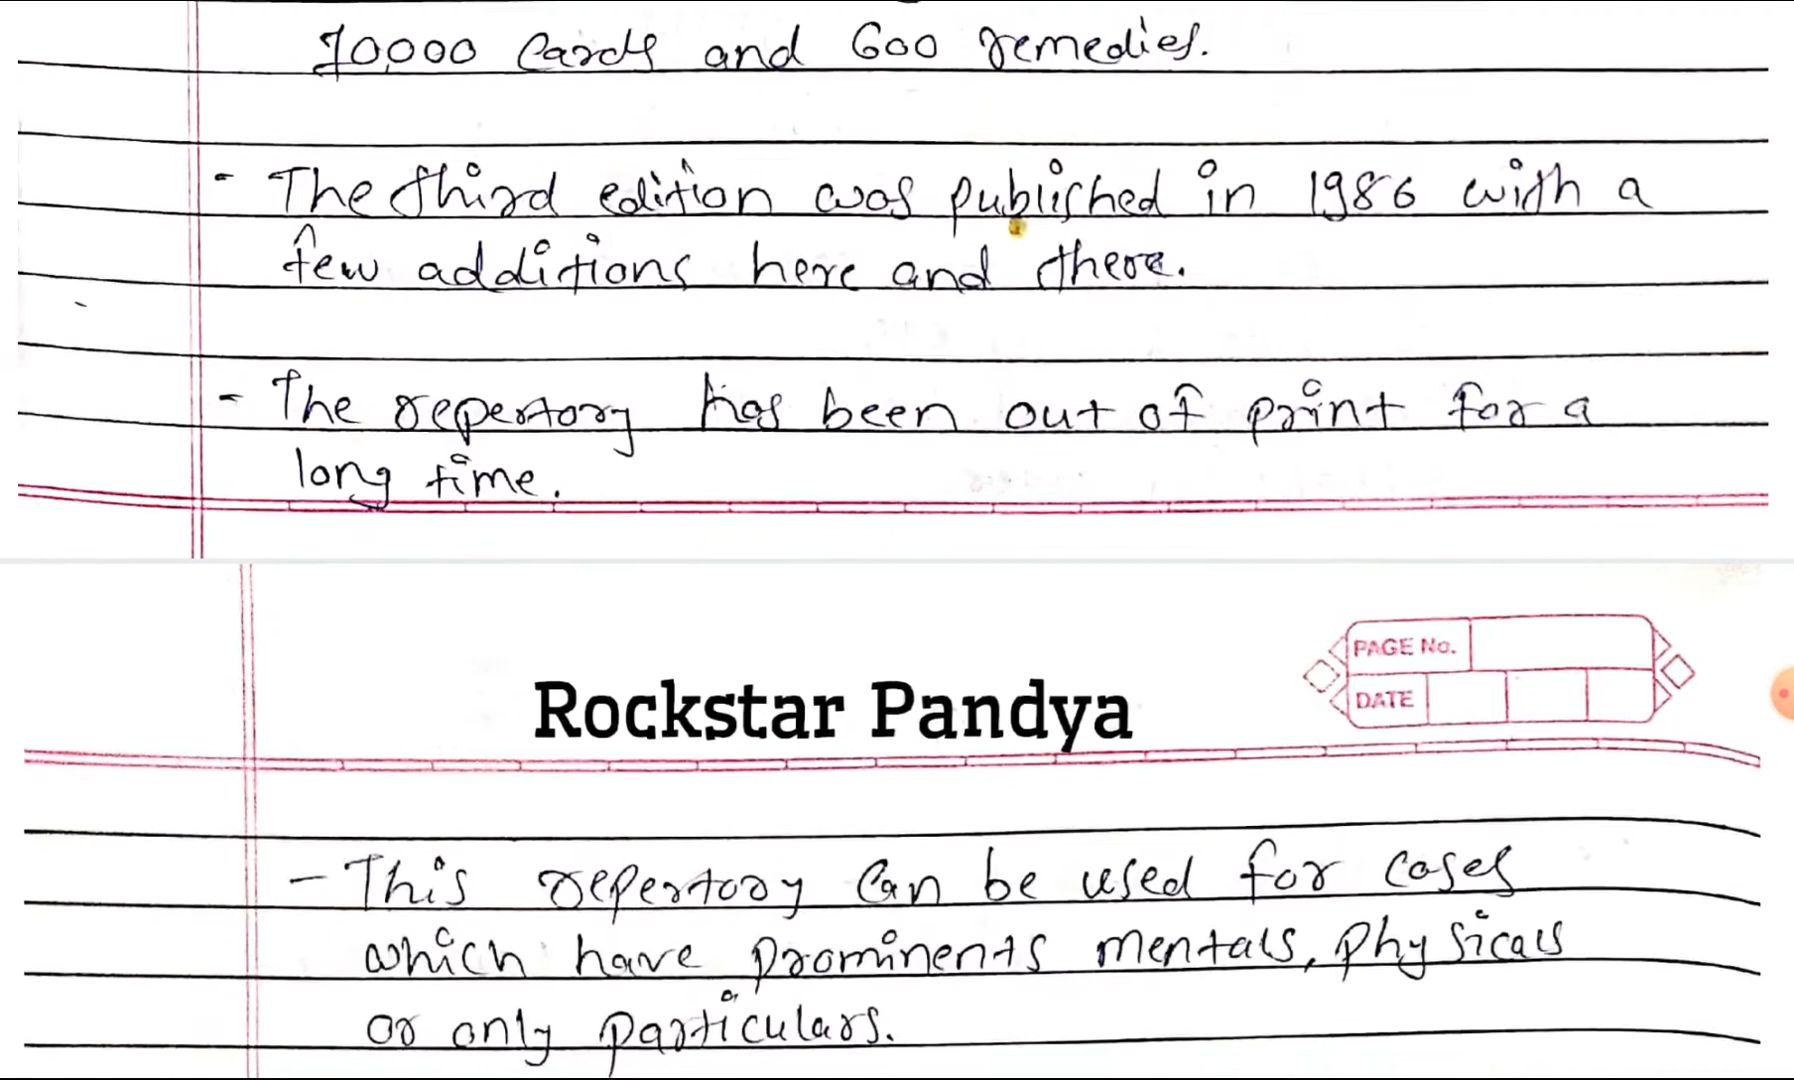 10,000 Cards and 600 remedies.
- The third edition was published in 1986 with a
few additions here and there.
- The repertory has been out of print for a
long time.
PAGE No.
DATE
Rockstar Pandya
- This repertory can be used for cases
which have prominents mentals, physicals
or only particulars.